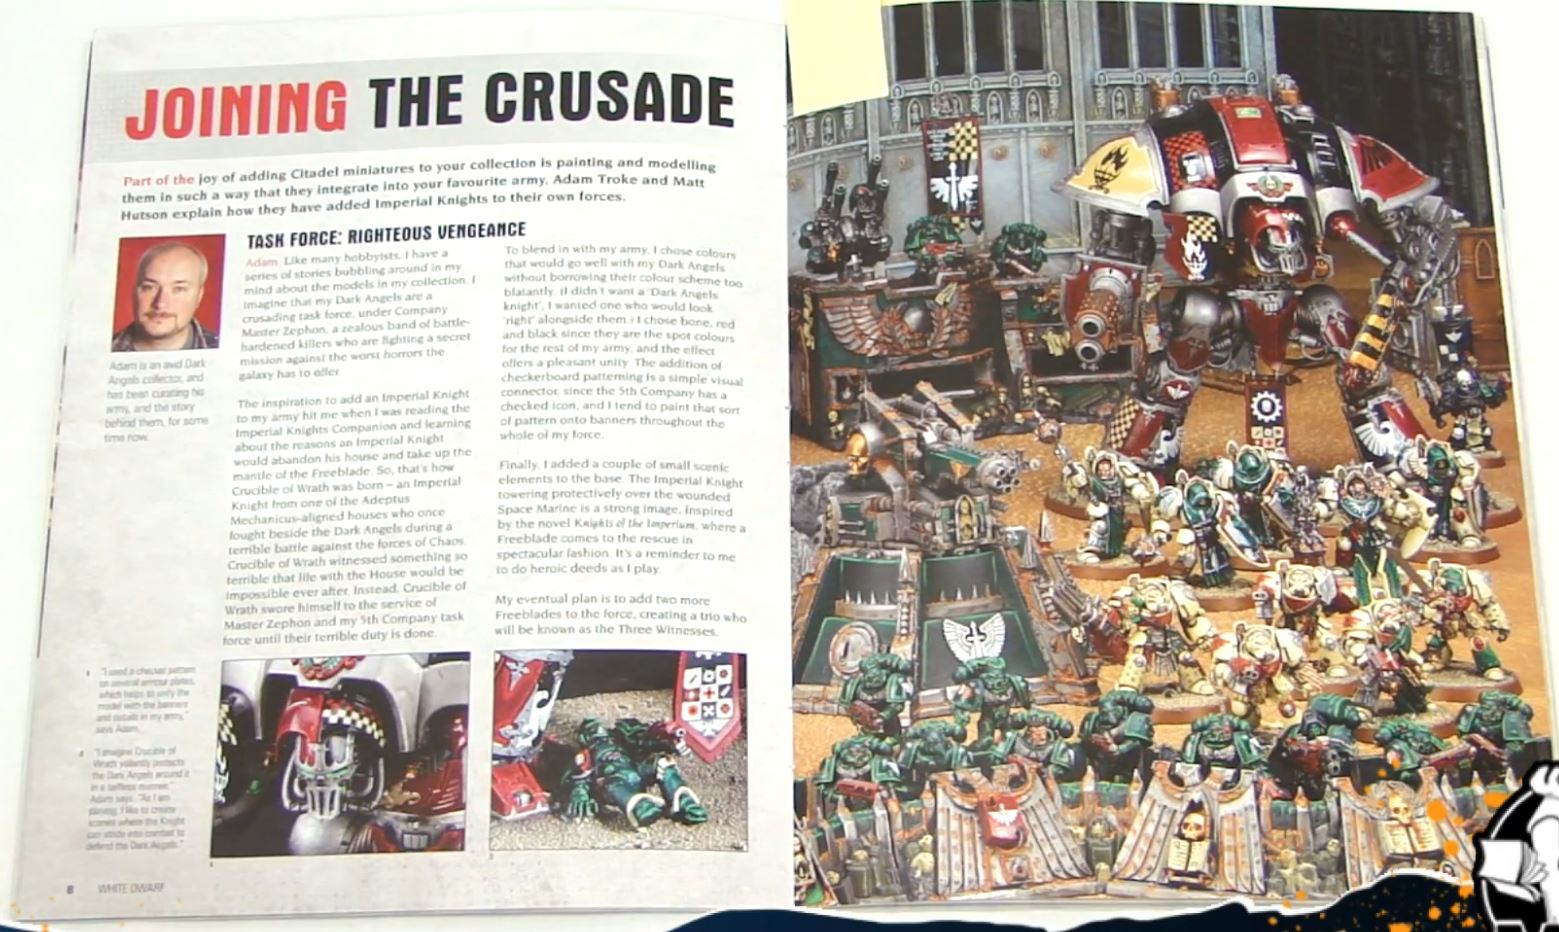 JOINING THE CRUSADE
Part of the joy of adding Citadel miniatures to your collection is painting and modelling
them in such a way that they integrate into your favourite army. Adam Troke and Matt
Hutson explain how they have added Imperial Knights to their own forces.
Adam is an avid Dark
Angels collector, and
has been curating his
army, and the story
behind them, for some
time now.
TASK FORCE: RIGHTEOUS VENGEANCE
Adam: Like many hobbyists, I have a
series of stories bubbling around in my
mind about the models in my collection. I
imagine that my Dark Angels are a
crusading task force, under Company
Master Zephon, a zealous band of battle-
hardened killers who are fighting a secret
mission against the worst horrors the
galaxy has to offer.
The inspiration to add an Imperial Knight
to my army hit me when I was reading the
Imperial Knights Companion and learning
about the reasons an Imperial Knight
would abandon his house and take up the
mantle of the Freeblade. So, that's how
Crucible of Wrath was born – an Imperial
Knight from one of the Adeptus
Mechanicus-aligned houses who once
fought beside the Dark Angels during a
terrible battle against the forces of Chaos.
Crucible of Wrath witnessed something so
terrible that life with the House would be
impossible ever after. Instead, Crucible of
Wrath swore himself to the service of
Master Zephon and my 5th Company task
force until their terrible duty is done.
To blend in with my army, I chose colours
that would go well with my Dark Angels
without borrowing their colour scheme too
blatantly. (I didn't want a 'Dark Angels
knight', I wanted one who would look
'right' alongside them.) I chose bone, red
and black since they are the spot colours
for the rest of my army, and the effect
offers a pleasant unity. The addition of
checkerboard patterning is a simple visual
connector, since the 5th Company has a
checked icon, and I tend to paint that sort
of pattern onto banners throughout the
whole of my force.
Finally, I added a couple of small scenic
elements to the base. The Imperial Knight
towering protectively over the wounded
Space Marine is a strong image, inspired
by the novel Knights of the Imperium, where a
Freeblade comes to the rescue in
spectacular fashion. It's a reminder to me
to do heroic deeds as I play.
My eventual plan is to add two more
Freeblades to the force, creating a trio who
will be known as the Three Witnesses.
1 "I used a checker pattern
on several armour plates,
which helps to unify the
model with the banners
and details in my army,"
says Adam.
2 "I imagine Crucible of
Wrath valiantly protects
the Dark Angels around it
in a selfless manner,"
Adam says. "As I am
playing, I like to create
scenes where the Knight
can stride into combat to
defend the Dark Angels."
1
2
8 WHITE DWARF